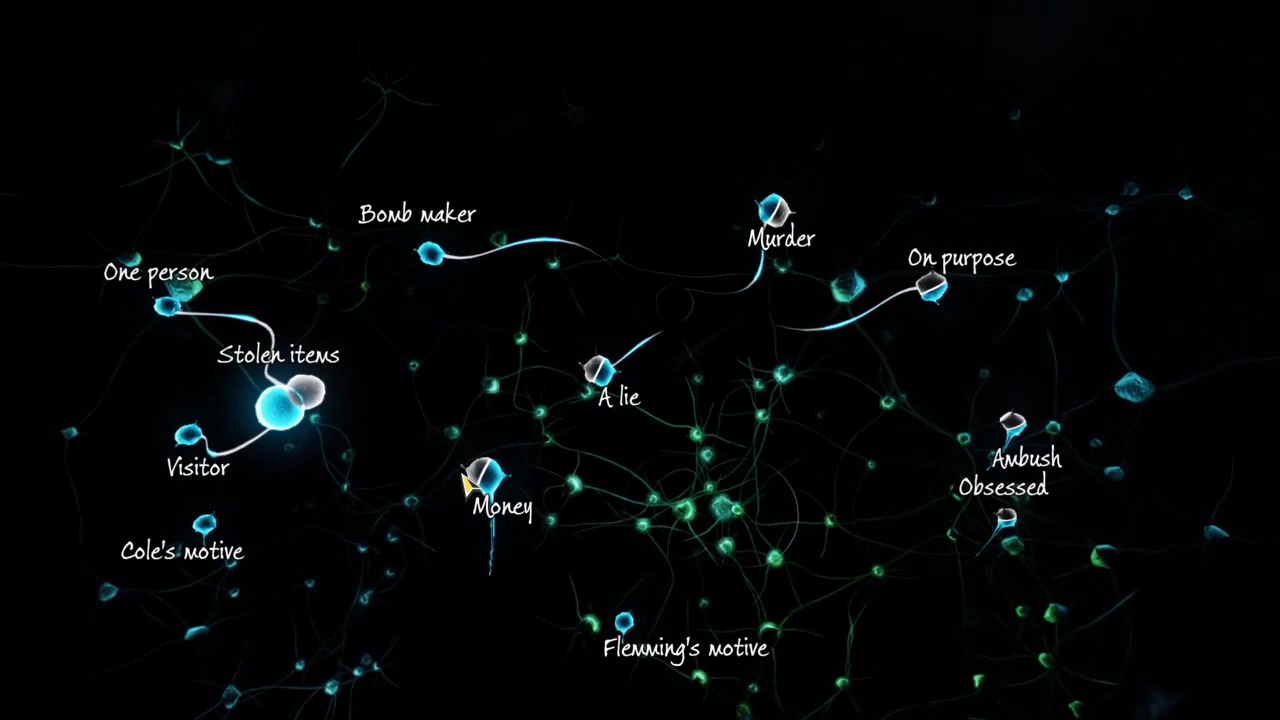 Bomb maker
Murder
On purpose
One person
Stolen items
A lie
Visitor
Ambush
Obsessed
Money
Cole's motive
Flemming's motive